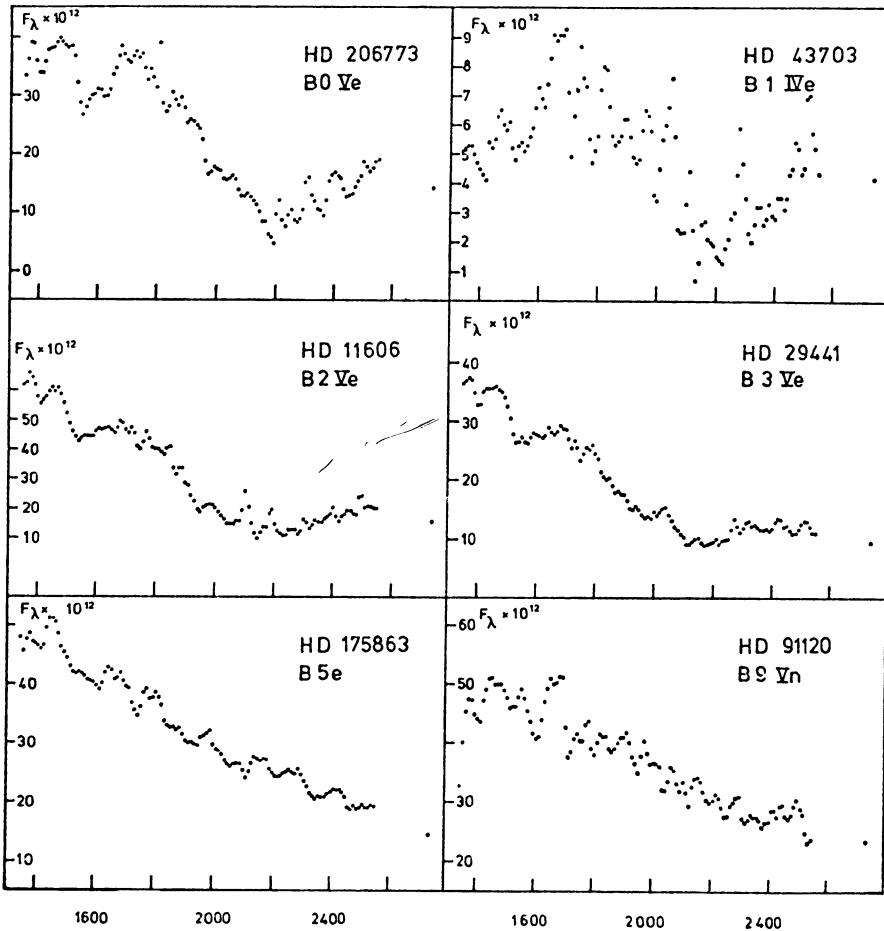 Fλ × 10¹²
30
20
10
0
HD 206773
B0 Ve
Fλ × 10¹²
9
8
7
6
5
4
3
2
1
HD 43703
B1 IVe
Fλ × 10¹²
50
40
30
20
10
HD 11606
B2 Ve
Fλ × 10¹²
40
30
20
10
HD 29441
B3 Ve
Fλ × 10¹²
40
30
20
10
HD 175863
B5e
Fλ × 10¹²
60
50
30
20
HD 91120
B9 Vn
1600 2000 2400 1600 2000 2400